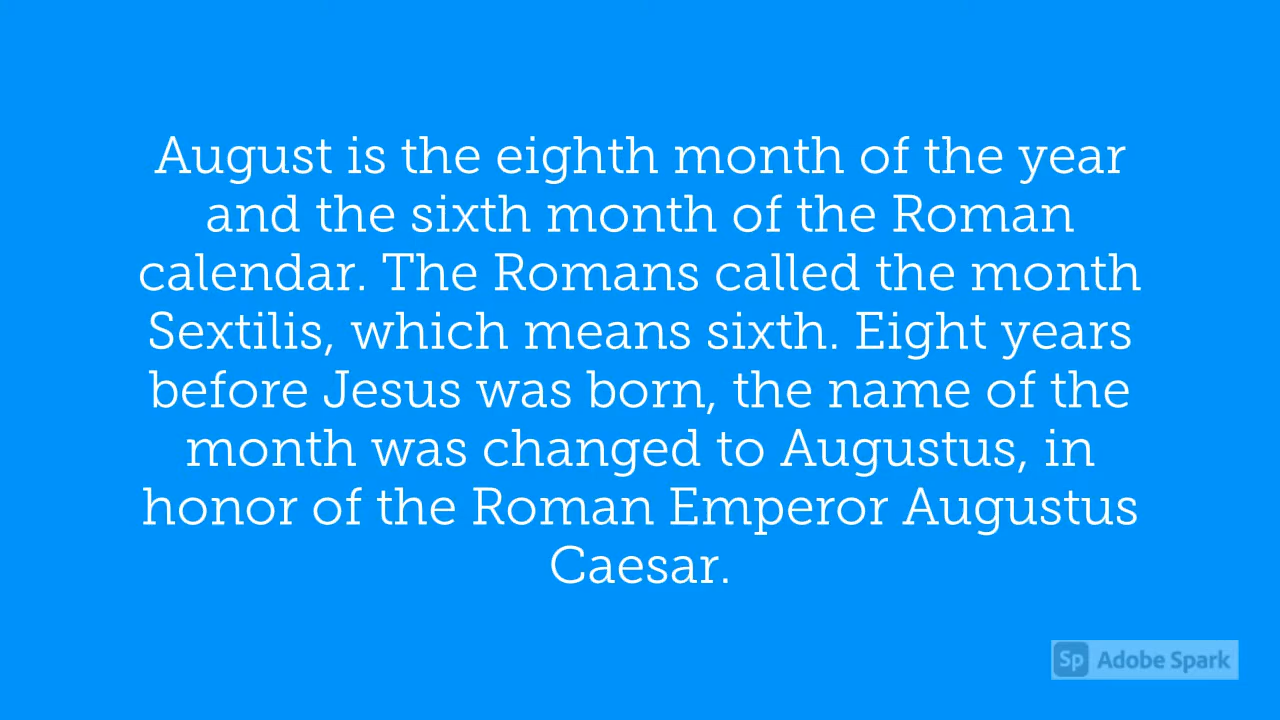 August is the eighth month of the year
and the sixth month of the Roman
calendar. The Romans called the month
Sextilis, which means sixth. Eight years
before Jesus was born, the name of the
month was changed to Augustus, in
honor of the Roman Emperor Augustus
Caesar.
Sp Adobe Spark